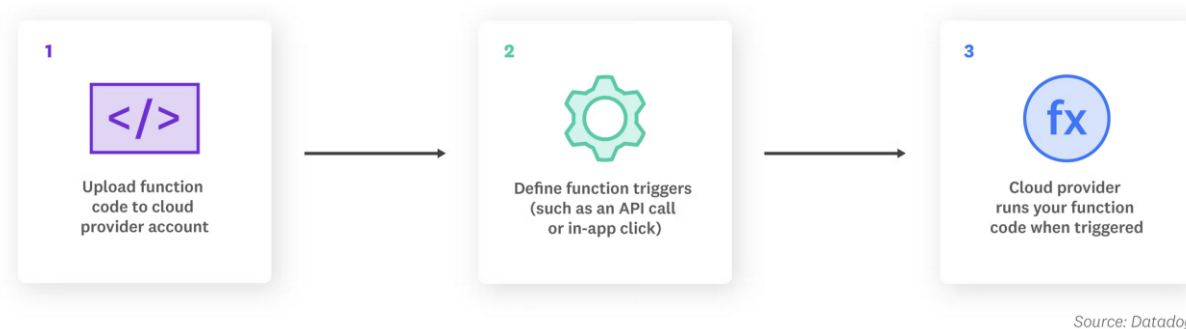 1
</>
Upload function
code to cloud
provider account
2
Define function triggers
(such as an API call
or in-app click)
3
fx
Cloud provider
runs your function
code when triggered
Source: Datadog